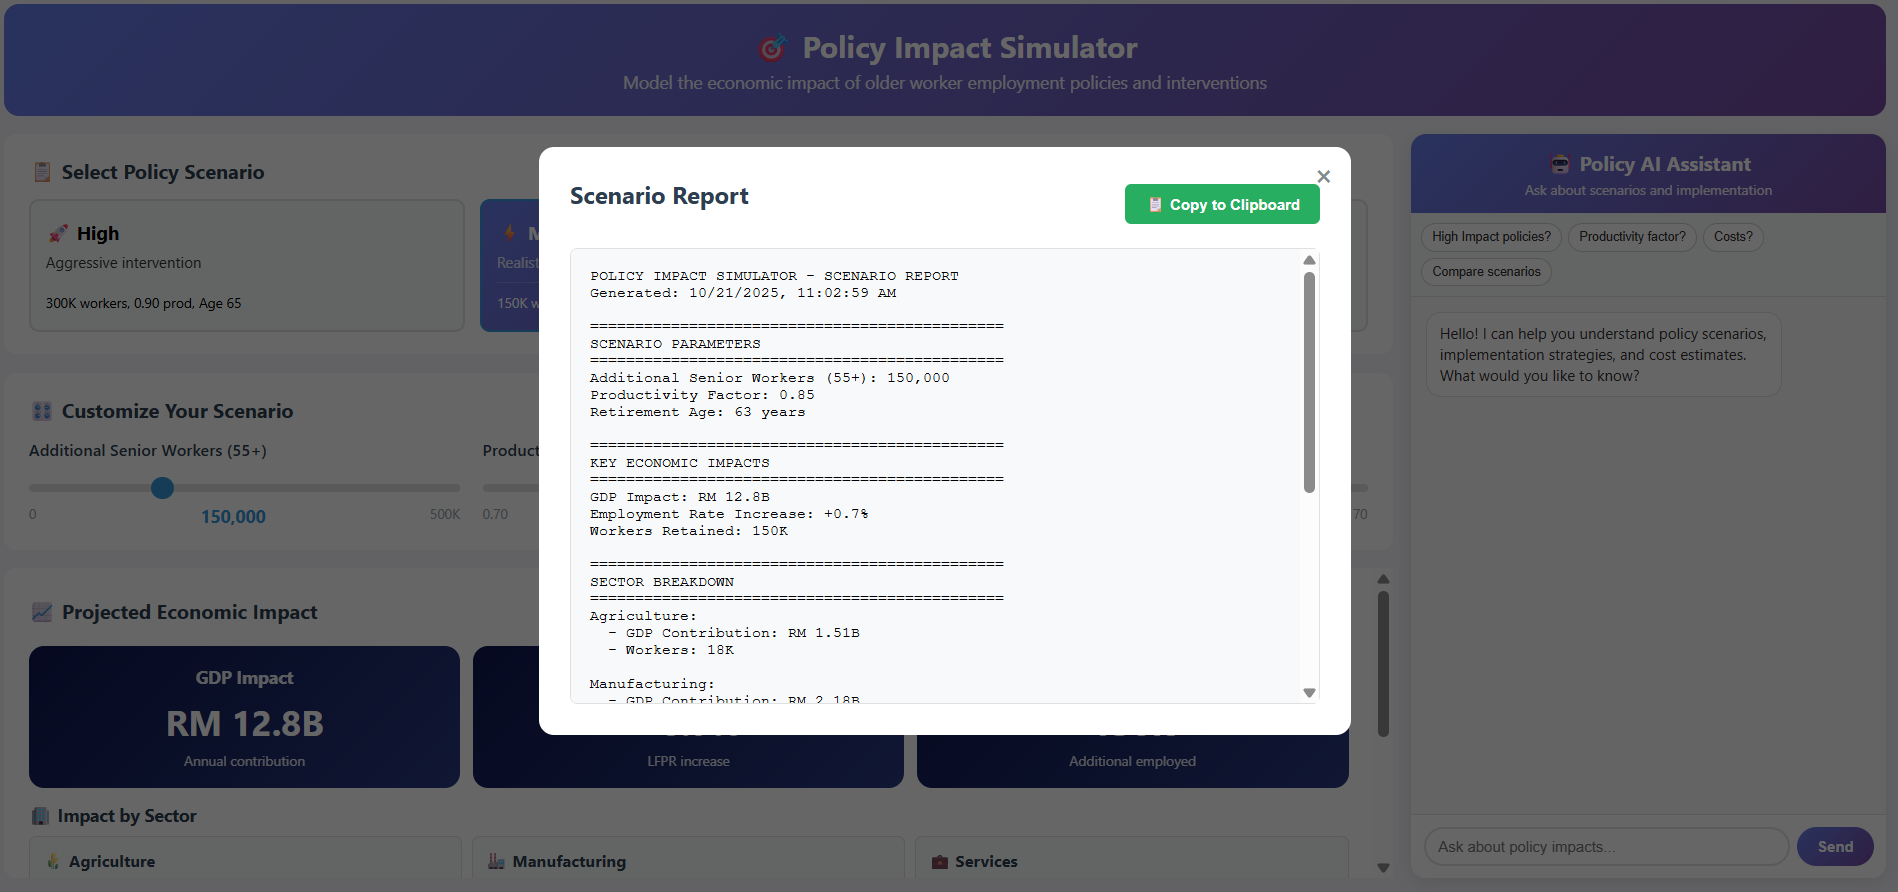 Policy Impact Simulator
Model the economic impact of older worker employment policies and interventions
Select Policy Scenario
High
Aggressive intervention
300K workers, 0.90 prod, Age 65
150K
Customize Your Scenario
Additional Senior Workers (55+)
0
150,000
500K
0.70
70
Projected Economic Impact
GDP Impact
RM 12.8B
Annual contribution
LFPR increase
Additional employed
Impact by Sector
Agriculture
Manufacturing
Services
Scenario Report
×
Copy to Clipboard
POLICY IMPACT SIMULATOR - SCENARIO REPORT
Generated: 10/21/2025, 11:02:59 AM
==============================================
SCENARIO PARAMETERS
==============================================
Additional Senior Workers (55+): 150,000
Productivity Factor: 0.85
Retirement Age: 63 years
==============================================
KEY ECONOMIC IMPACTS
==============================================
GDP Impact: RM 12.8B
Employment Rate Increase: +0.7%
Workers Retained: 150K
==============================================
SECTOR BREAKDOWN
==============================================
Agriculture:
- GDP Contribution: RM 1.51B
- Workers: 18K
Manufacturing:
- GDP Contribution: RM 2.18B
Policy AI Assistant
Ask about scenarios and implementation
High Impact policies?
Productivity factor?
Costs?
Compare scenarios
Hello! I can help you understand policy scenarios,
implementation strategies, and cost estimates.
What would you like to know?
Ask about policy impacts...
Send